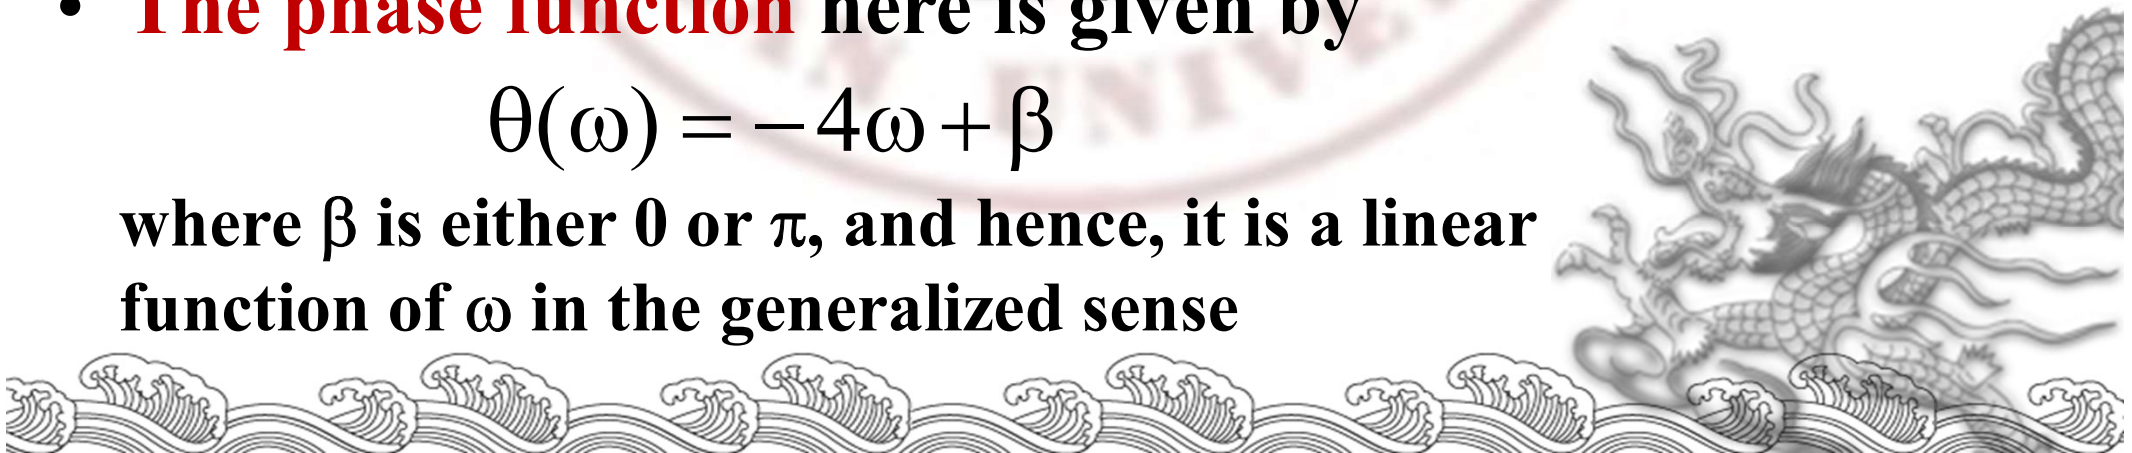 • The phase function here is given by
θ(ω) = −4ω + β
where β is either 0 or π, and hence, it is a linear
function of ω in the generalized sense